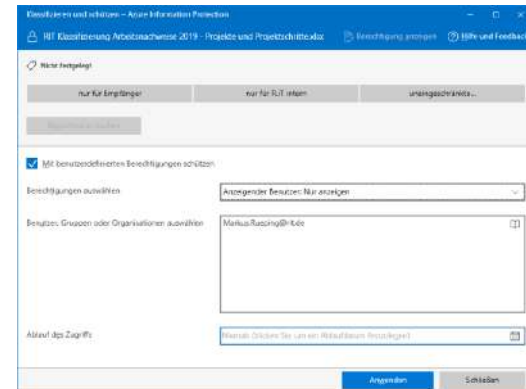 Klassifizieren und schützen – Azure Information Protection
RIT Klassifizierung Arbeitsnachweise 2019 - Projekte und Projektschritte.xlsx
Berechtigung anzeigen
Hilfe und Feedback
Nicht festgelegt
nur für Empfänger
nur für RIT intern
uneingeschränkte...
Mit benutzerdefinierten Berechtigungen schützen
Berechtigungen auswählen
Anzeigender Benutzer: Nur anzeigen
Benutzer, Gruppen oder Organisationen auswählen
Markus.Rueping@rit.de
Ablauf des Zugriffs
Anwenden
Schließen